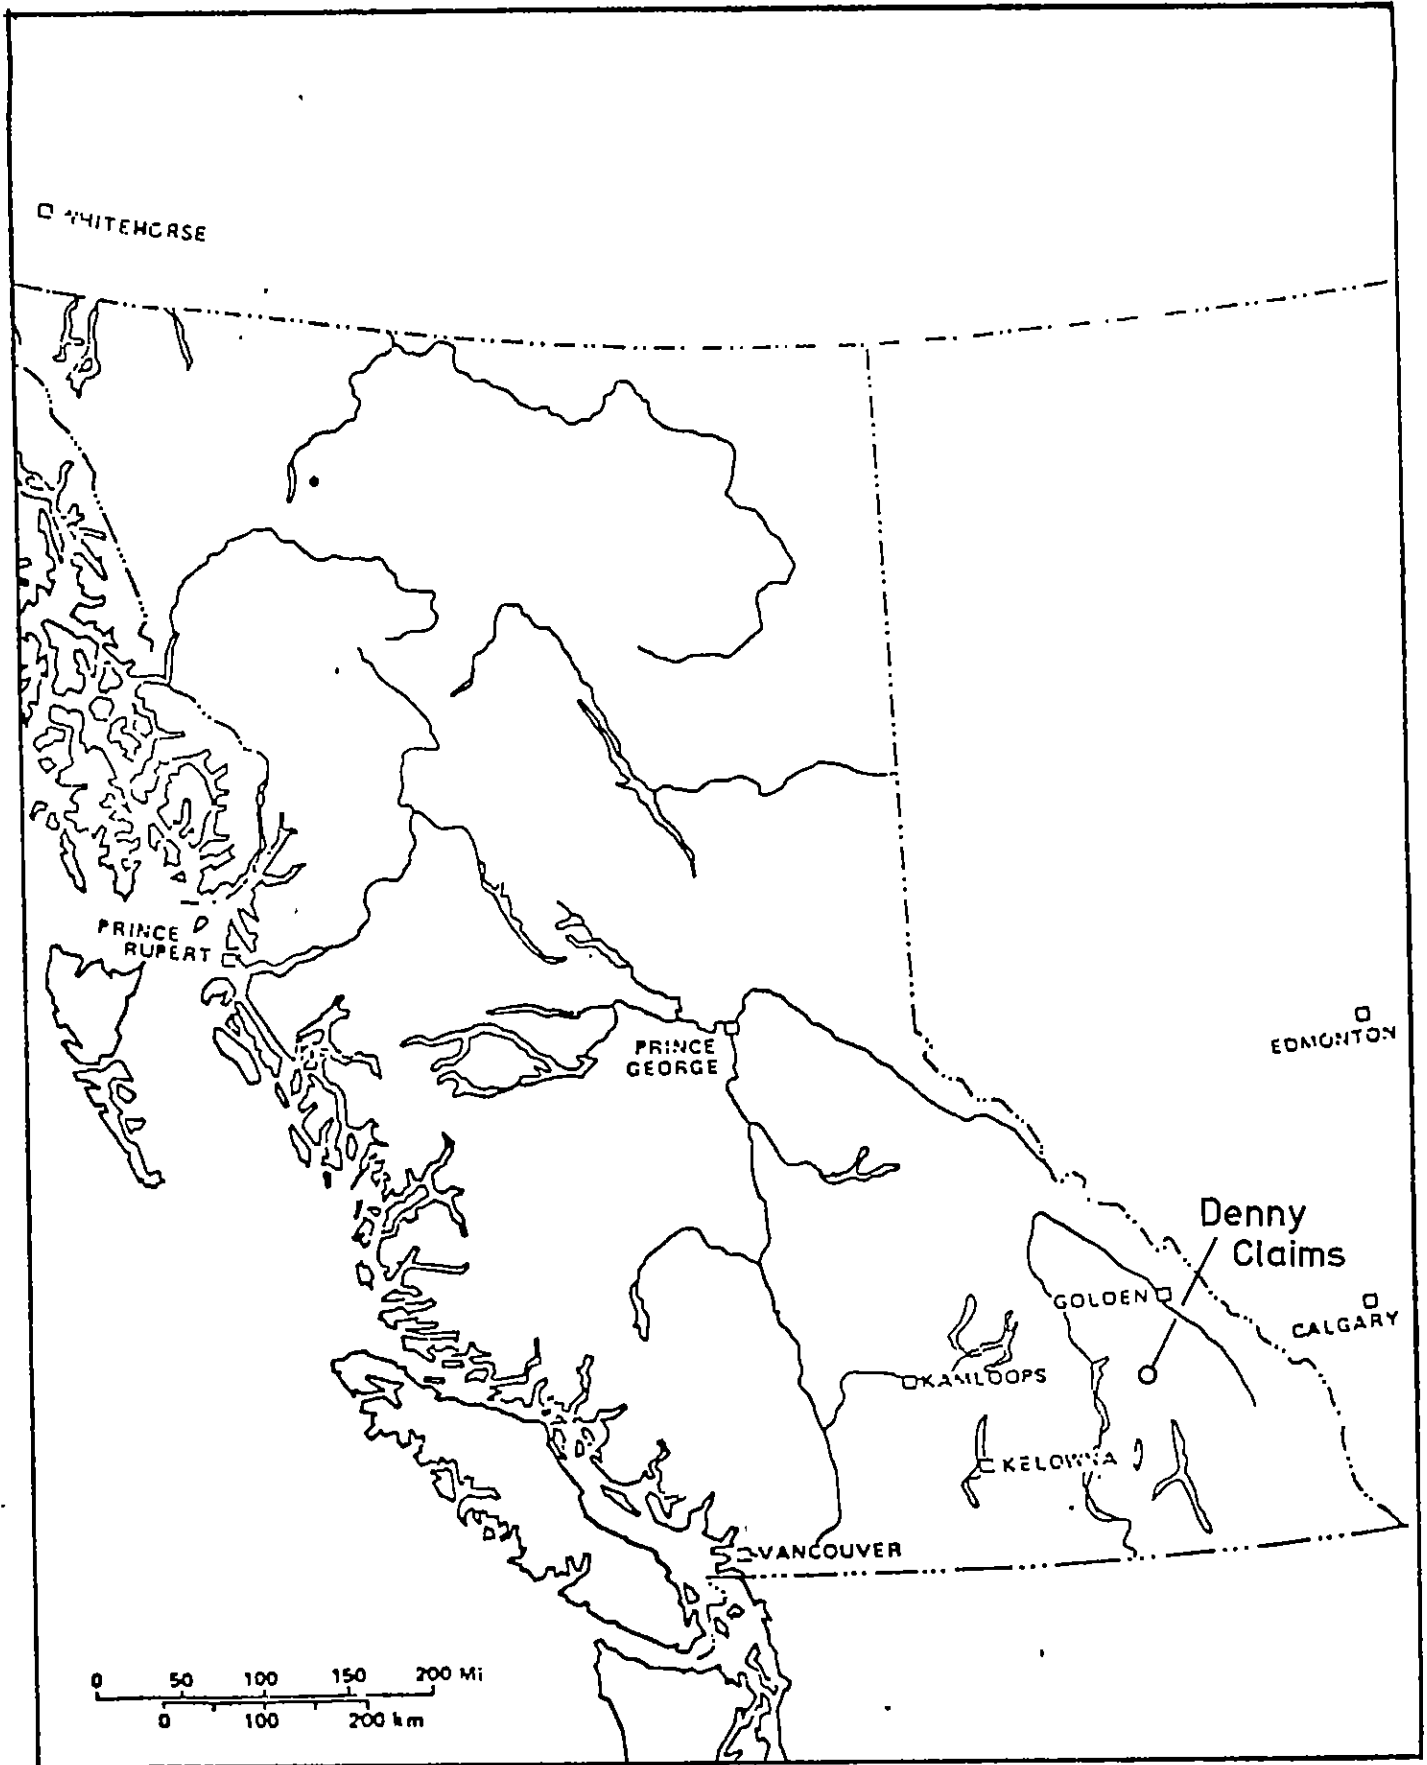 WHITEHORSE
PRINCE
RUPERT
PRINCE
GEORGE
EDMONTON
Denny
Claims
GOLDEN
CALGARY
KAMLOOPS
KELOWNA
VANCOUVER
0 50 100 150 200 Mi
0 100 200 km